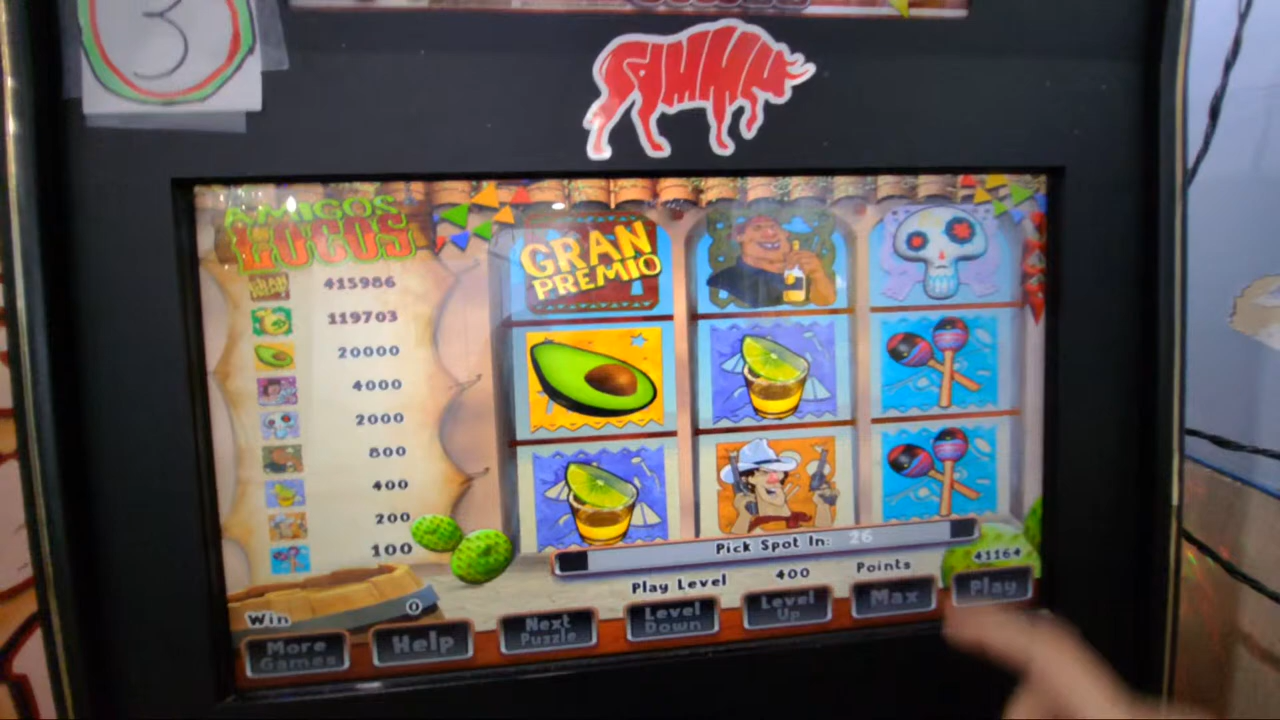 3
SAMMY
AMIGOS
LOCOS
415986
119703
20000
4000
2000
800
400
200
100
GRAN
PREMIO
Pick Spot In: 26
Play Level
400
Points
41164
Win
0
More
Games
Help
Next
Puzzle
Level
Down
Level
Up
Max
Play